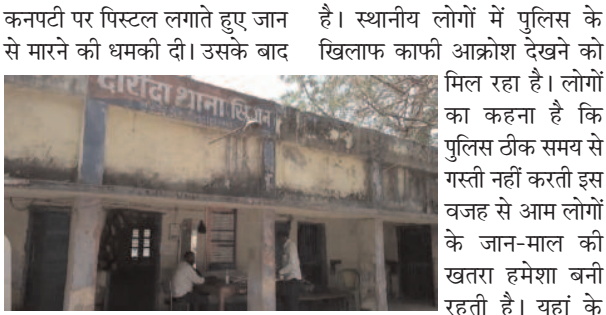 कनपटी पर पिस्टल लगाते हुए जान
से मारने की धमकी दी। उसके बाद
दारौंदा थाना सिवान
है। स्थानीय लोगों में पुलिस के
खिलाफ काफी आक्रोश देखने को
मिल रहा है। लोगों
का कहना है कि
पुलिस ठीक समय से
गस्ती नहीं करती इस
वजह से आम लोगों
के जान-माल की
खतरा हमेशा बनी
रहती है। यहां के